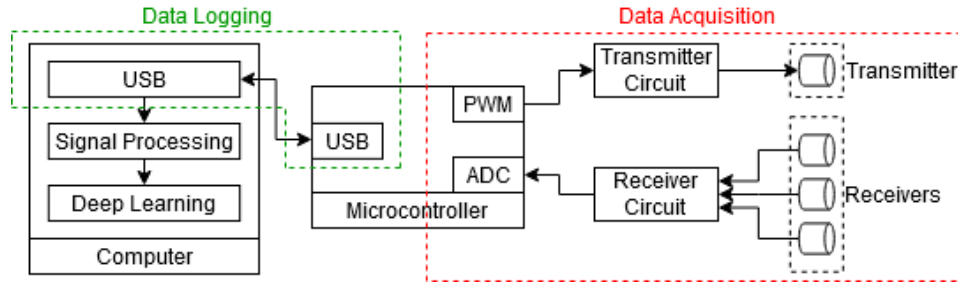 Data Logging
Data Acquisition
USB
Signal Processing
Deep Learning
Computer
USB
PWM
ADC
Microcontroller
Transmitter
Circuit
Transmitter
Receiver
Circuit
Receivers